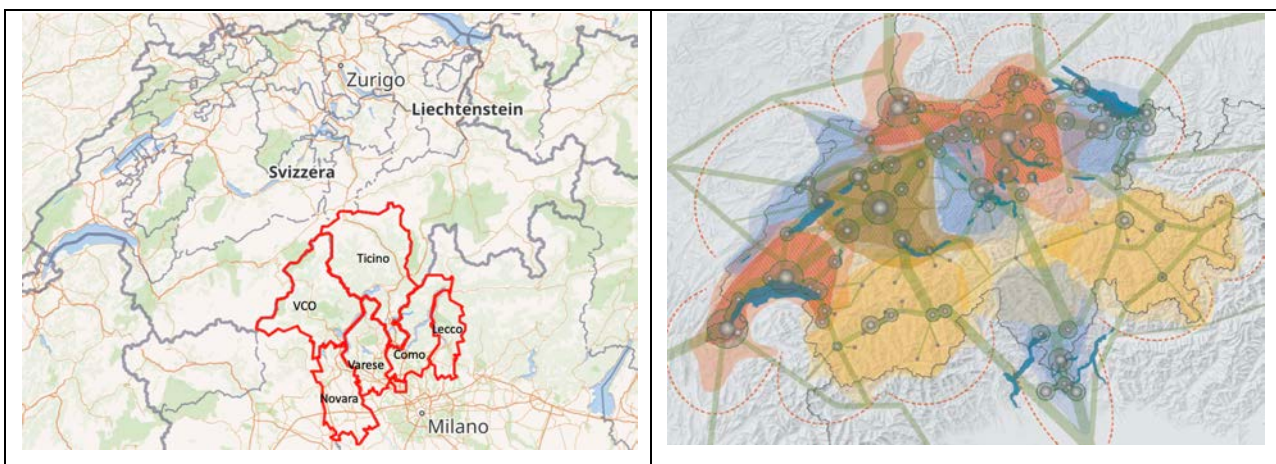 Zurigo
Liechtenstein
Svizzera
Ticino
VCO
Lecco
Como
Varese
Novara
Milano